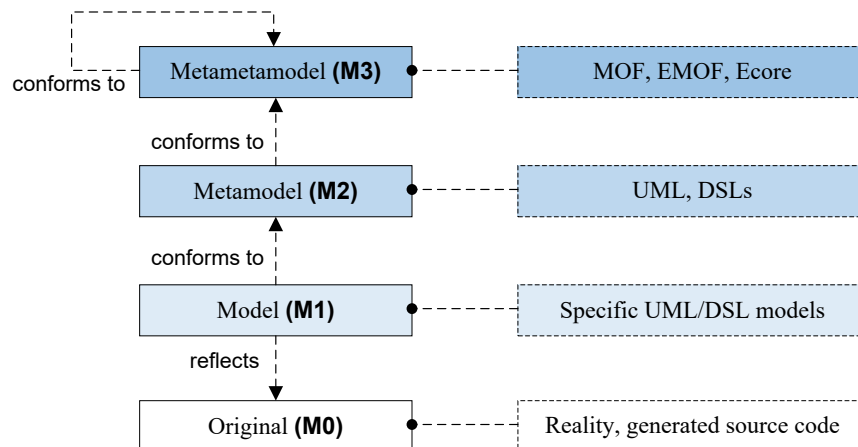 conforms to
Metametamodel (M3)
MOF, EMOF, Ecore
conforms to
Metamodel (M2)
UML, DSLs
conforms to
Model (M1)
Specific UML/DSL models
reflects
Original (M0)
Reality, generated source code